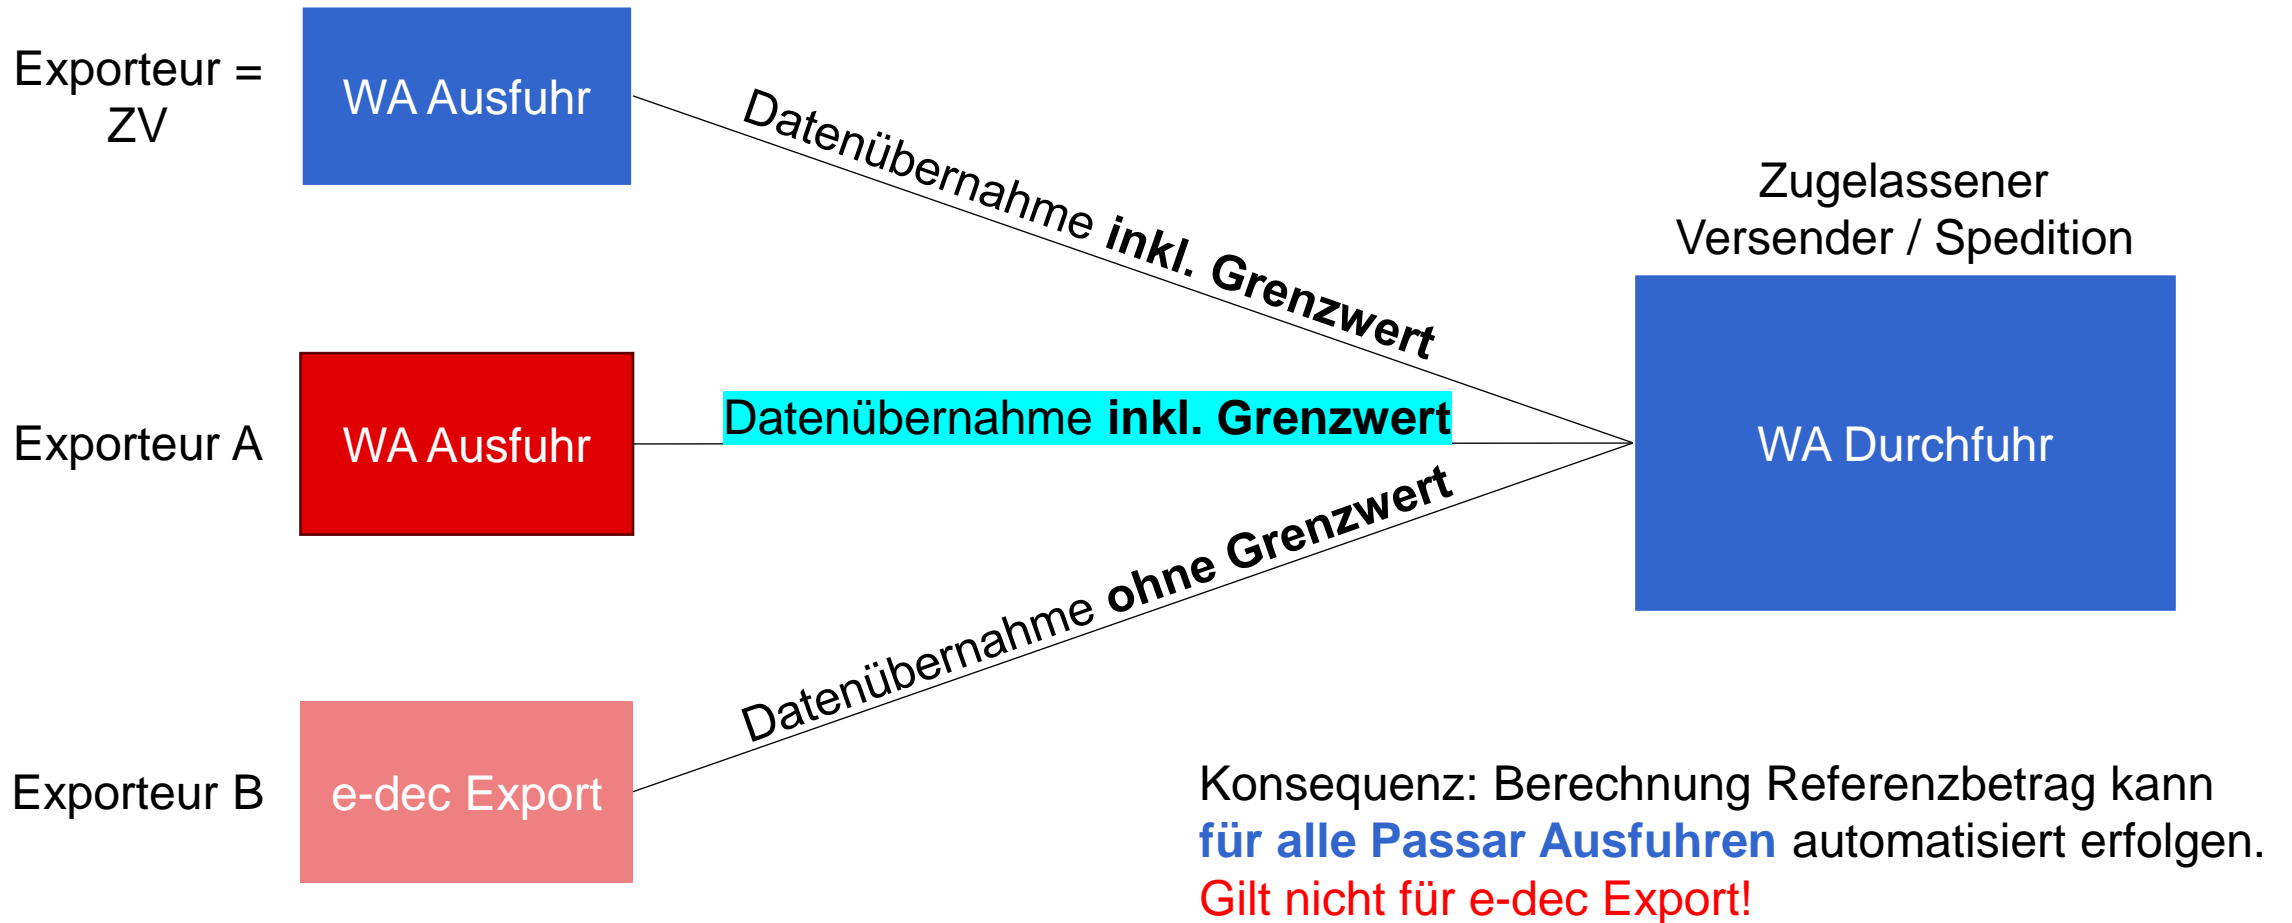 Exporteur =
ZV
WA Ausfuhr
Datenübernahme inkl. Grenzwert
Zugelassener
Versender / Spedition
Exporteur A
WA Ausfuhr
Datenübernahme inkl. Grenzwert
WA Durchfuhr
Datenübernahme ohne Grenzwert
Exporteur B
e-dec Export
Konsequenz: Berechnung Referenzbetrag kann
für alle Passar Ausfuhren automatisiert erfolgen.
Gilt nicht für e-dec Export!